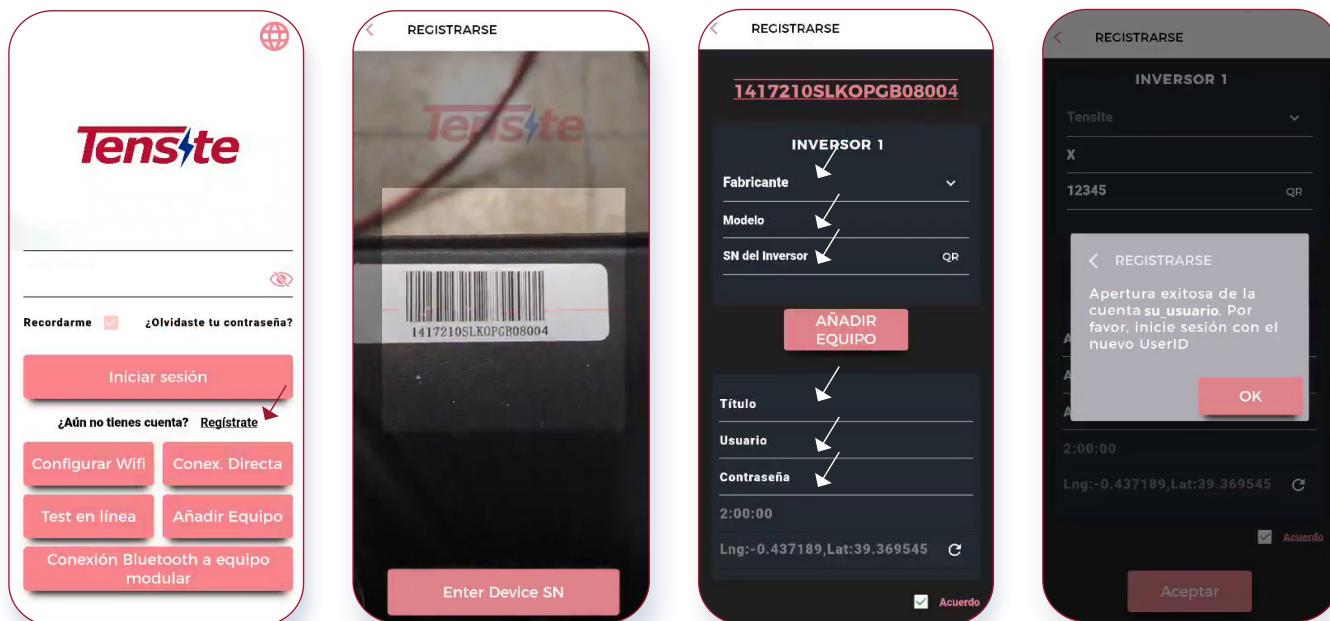 Tensite
Recordarme
¿Olvidaste tu contraseña?
Iniciar sesión
¿Aún no tienes cuenta? Regístrate
Configurar Wifi
Conex. Directa
Test en línea
Añadir Equipo
Conexión Bluetooth a equipo
modular
REGISTRARSE
Tensite
1417210SLKOPGB08004
Enter Device SN
REGISTRARSE
1417210SLKOPGB08004
INVERSOR 1
Fabricante
Modelo
SN del Inversor
QR
AÑADIR
EQUIPO
Título
Usuario
Contraseña
2:00:00
Lng:-0.437189,Lat:39.369545
Acuerdo
REGISTRARSE
INVERSOR 1
Tensite
X
12345
QR
REGISTRARSE
Apertura exitosa de la
cuenta su_usuario. Por
favor, inicie sesión con el
nuevo UserID
OK
A
A
A
2:00:00
Lng:-0.437189,Lat:39.369545
Acuerdo
Aceptar